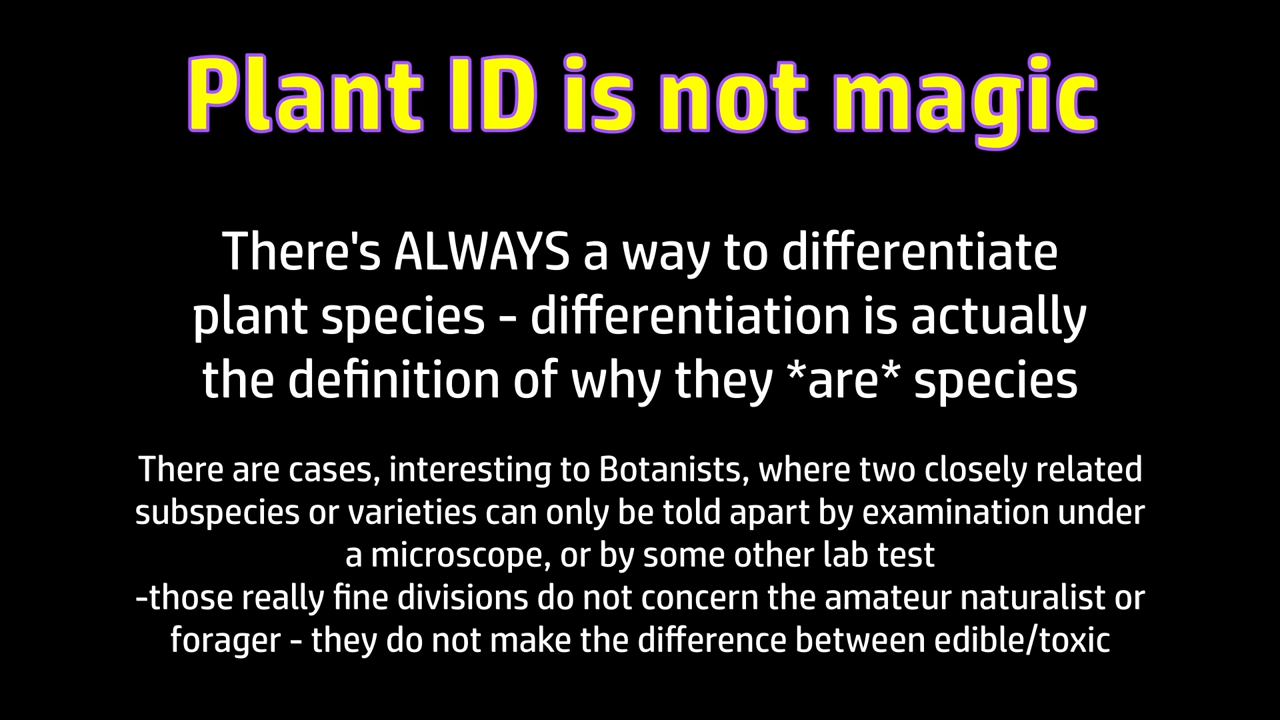 Plant ID is not magic
There's ALWAYS a way to differentiate
plant species - differentiation is actually
the definition of why they *are* species
There are cases, interesting to Botanists, where two closely related
subspecies or varieties can only be told apart by examination under
a microscope, or by some other lab test
-those really fine divisions do not concern the amateur naturalist or
forager - they do not make the difference between edible/toxic